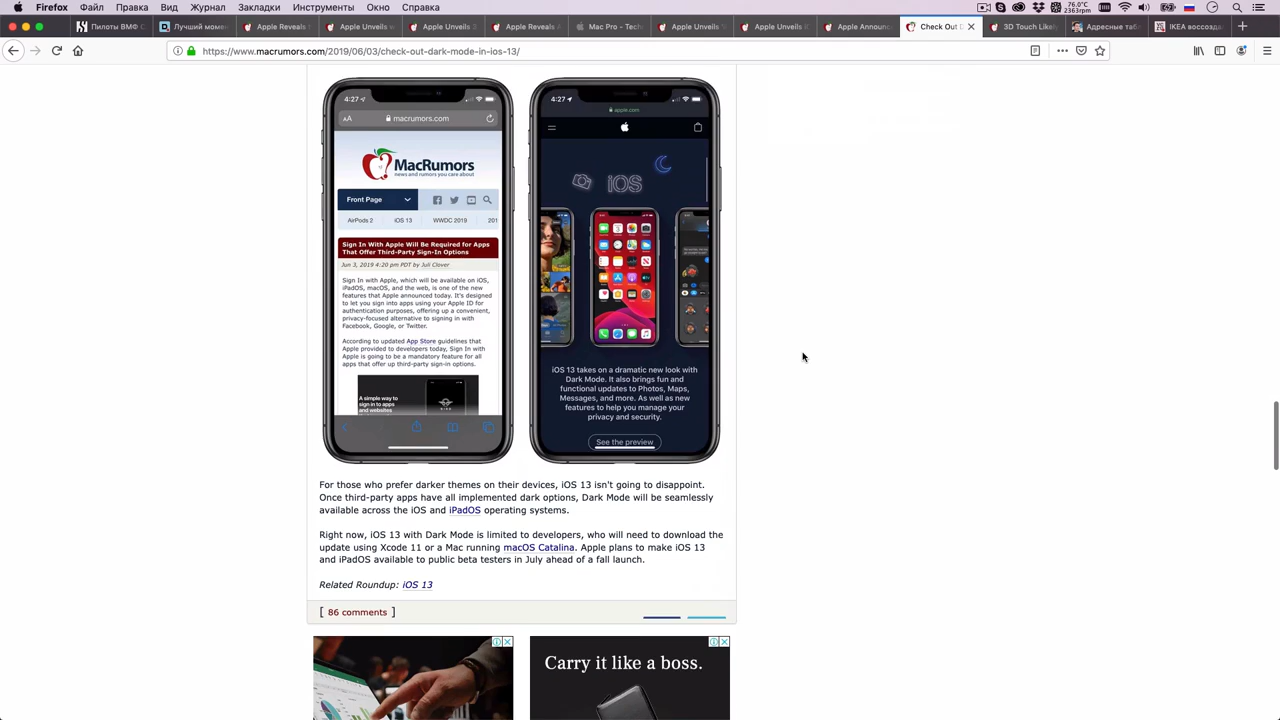 Firefox Файл Правка Вид Журнал Закладки Инструменты Окно Справка
76.0°C
2365rpm
Пилоты ВМФ С
Лучший момен
Apple Reveals
Apple Unveils
Apple Unveils
Apple Reveals
Mac Pro - Tech
Apple Unveils
Apple Unveils
Apple Announc
Check Out D
3D Touch Likely
Адресные табл
IKEA воссозда
https://www.macrumors.com/2019/06/03/check-out-dark-mode-in-ios-13/
4:27
AA macrumors.com
MacRumors
news and rumors you care about
Front Page
AirPods 2 iOS 13 WWDC 2019 201
Sign In With Apple Will Be Required for Apps
That Offer Third-Party Sign-In Options
Jun 3, 2019 4:20 pm PDT by Juli Clover
Sign In with Apple, which will be available on iOS,
iPadOS, macOS, and the web, is one of the new
features that Apple announced today. It's designed
to let you sign into apps using your Apple ID for
authentication purposes, offering up a convenient,
privacy-focused alternative to signing in with
Facebook, Google, or Twitter.
According to updated App Store guidelines that
Apple provided to developers today, Sign In with
Apple is going to be a mandatory feature for all
apps that offer up third-party sign-in options.
A simple way to
sign in to apps
and websites
4:27
apple.com
iOS
iOS 13 takes on a dramatic new look with
Dark Mode. It also brings fun and
functional updates to Photos, Maps,
Messages, and more. As well as new
features to help you manage your
privacy and security.
See the preview
For those who prefer darker themes on their devices, iOS 13 isn't going to disappoint.
Once third-party apps have all implemented dark options, Dark Mode will be seamlessly
available across the iOS and iPadOS operating systems.
Right now, iOS 13 with Dark Mode is limited to developers, who will need to download the
update using Xcode 11 or a Mac running macOS Catalina. Apple plans to make iOS 13
and iPadOS available to public beta testers in July ahead of a fall launch.
Related Roundup: iOS 13
[ 86 comments ]
Carry it like a boss.